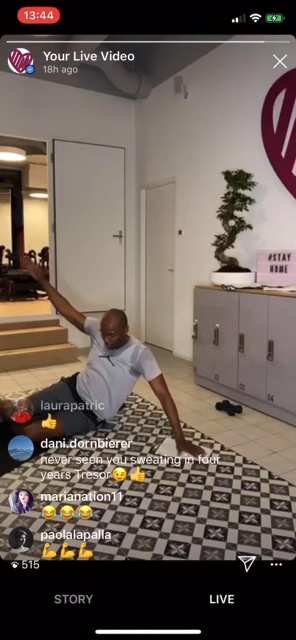 13:44
Your Live Video
18h ago
#STAY
HOME
laurapatric
👍
dani.dornbierer
never seen you sweating in four
years Tresor😉👍
marianation11
😂😂😂
paolalapalla
💪💪💪
515
STORY
LIVE